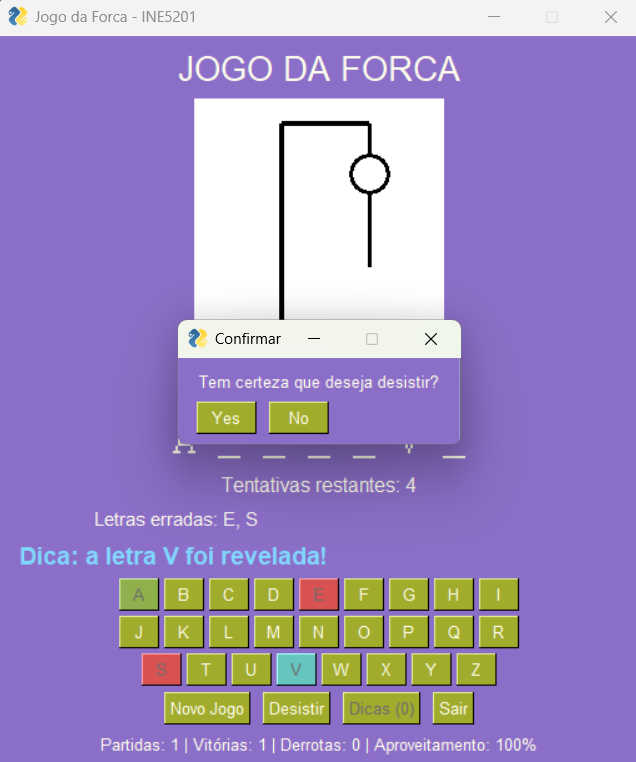 Jogo da Forca - INE5201
JOGO DA FORCA
Confirmar
Tem certeza que deseja desistir?
Yes No
A _ _ _ _ V _
Tentativas restantes: 4
Letras erradas: E, S
Dica: a letra V foi revelada!
A B C D E F G H I
J K L M N O P Q R
S T U V W X Y Z
Novo Jogo Desistir Dicas (0) Sair
Partidas: 1 | Vitórias: 1 | Derrotas: 0 | Aproveitamento: 100%